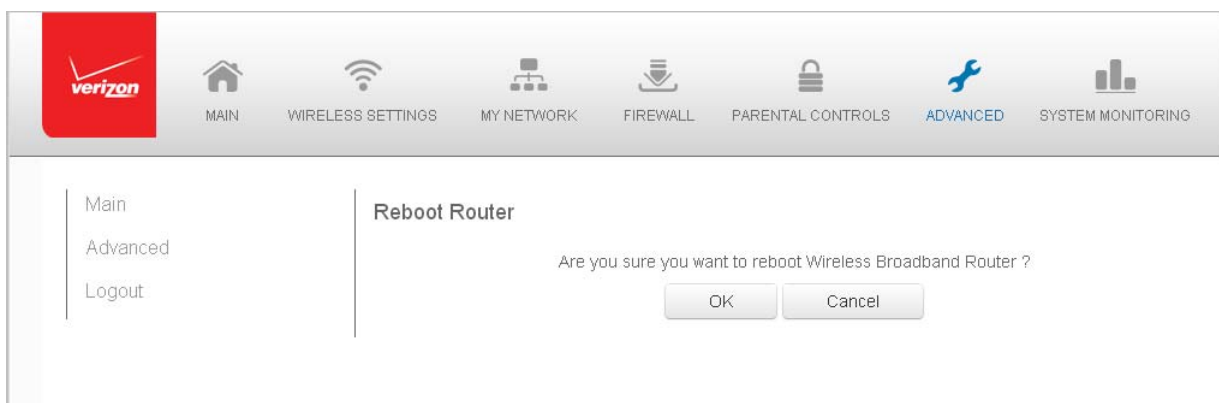 verizon
MAIN
WIRELESS SETTINGS
MY NETWORK
FIREWALL
PARENTAL CONTROLS
ADVANCED
SYSTEM MONITORING
Main
Advanced
Logout
Reboot Router
Are you sure you want to reboot Wireless Broadband Router ?
OK
Cancel